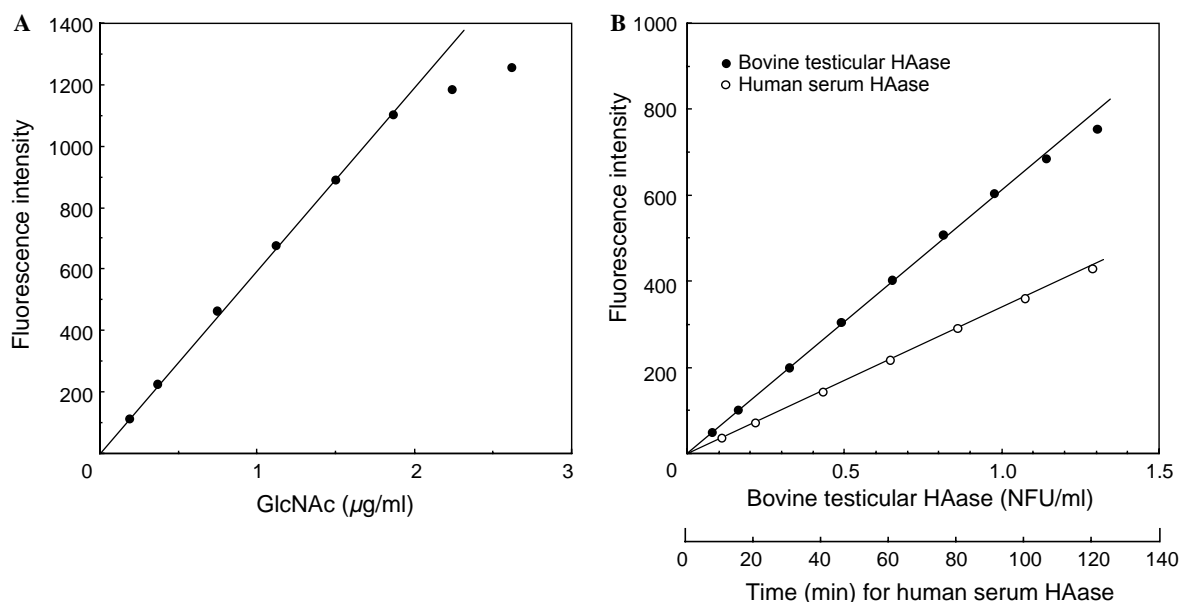 A
1400
1200
1000
800
600
400
200
0 1 2 3
Fluorescence intensity
GlcNAc (µg/ml)
B
1000
800
600
400
200
0 0.5 1.0 1.5
Fluorescence intensity
Bovine testicular HAase
Human serum HAase
Bovine testicular HAase (NFU/ml)
0 20 40 60 80 100 120 140
Time (min) for human serum HAase